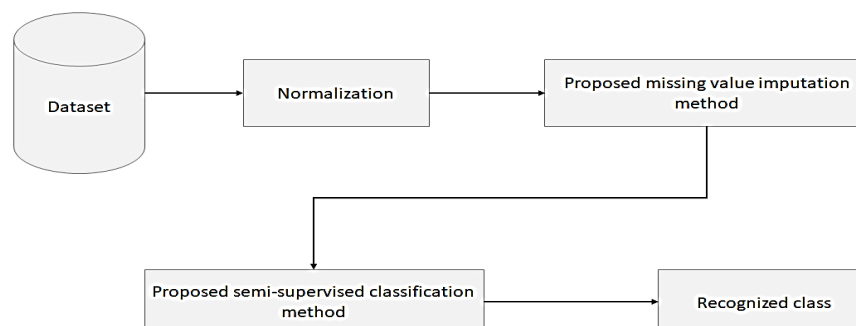 Dataset
Normalization
Proposed missing value imputation
method
Proposed semi-supervised classification
method
Recognized class